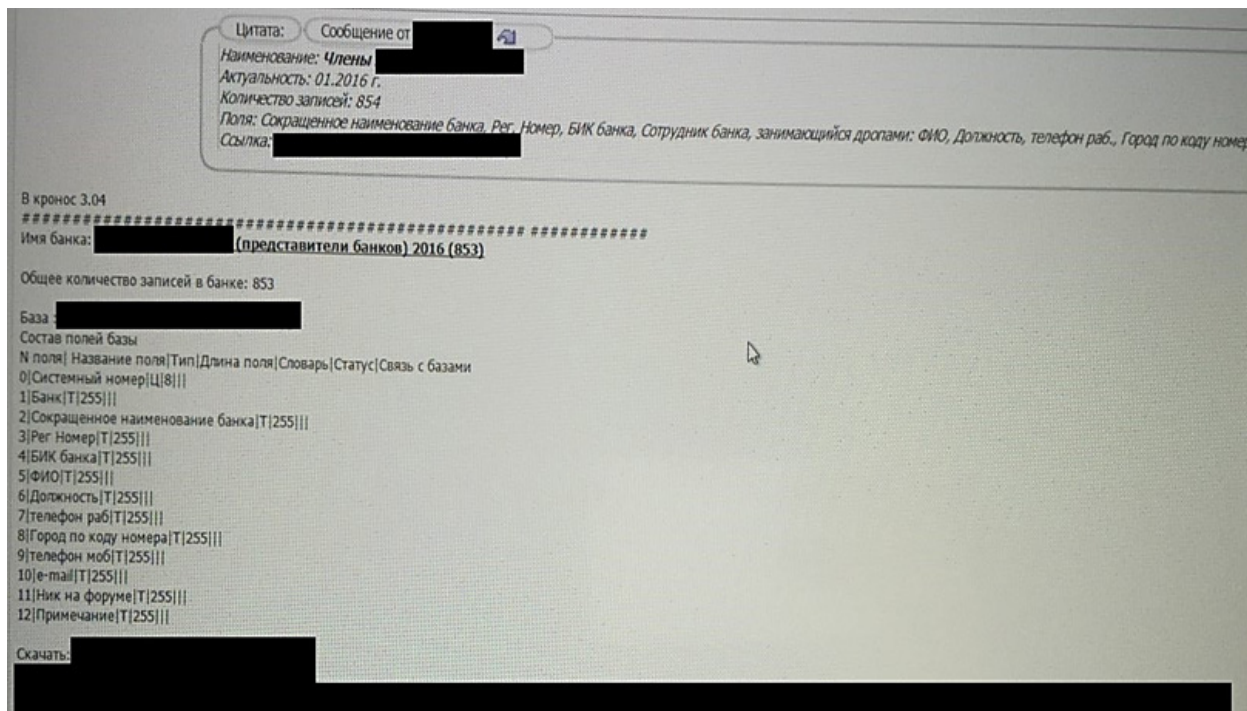 Цитата: Сообщение от
Наименование: Члены
Актуальность: 01.2016 г.
Количество записей: 854
Поля: Сокращенное наименование банка, Рег. Номер, БИК банка, Сотрудник банка, занимающийся дропами: ФИО, Должность, телефон раб., Город по коду номер
Ссылка:
В кронос 3.04
################################################# ############
Имя банка: (представители банков) 2016 (853)
Общее количество записей в банке: 853
База :
Состав полей базы
N поля| Название поля|Тип|Длина поля|Словарь|Статус|Связь с базами
0|Системный номер|Ц|8|||
1|Банк|Т|255|||
2|Сокращенное наименование банка|Т|255|||
3|Рег Номер|Т|255|||
4|БИК банка|Т|255|||
5|ФИО|Т|255|||
6|Должность|Т|255|||
7|телефон раб|Т|255|||
8|Город по коду номера|Т|255|||
9|телефон моб|Т|255|||
10|e-mail|Т|255|||
11|Ник на форуме|Т|255|||
12|Примечание|Т|255|||
Скачать: